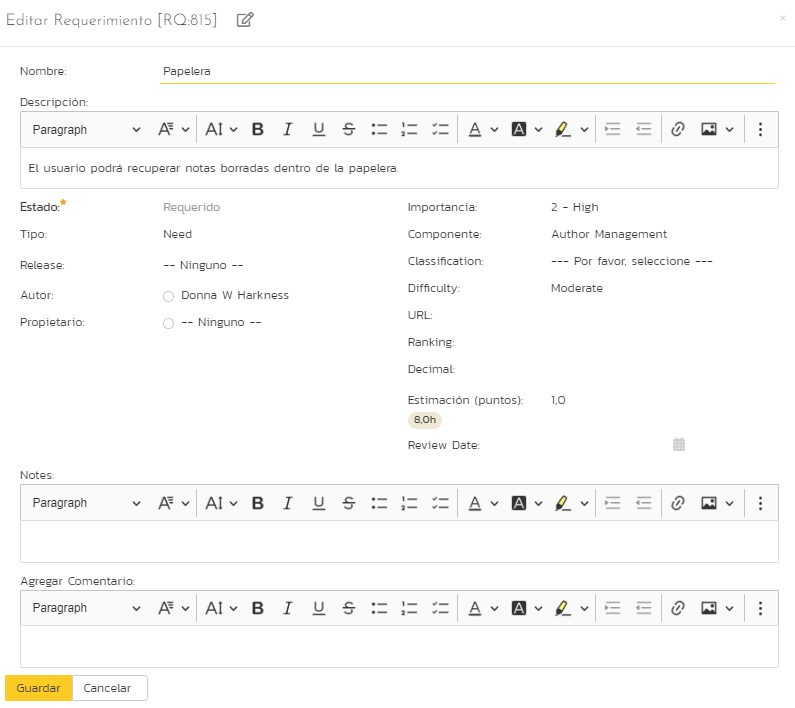 Editar Requerimiento [RQ:815]
×
Nombre: Papelera
Descripción:
Paragraph
El usuario podrá recuperar notas borradas dentro de la papelera.
Estado:* Requerido
Importancia: 2 - High
Tipo: Need
Componente: Author Management
Release: -- Ninguno --
Classification: --- Por favor, seleccione ---
Autor: Donna W Harkness
Difficulty: Moderate
Propietario: -- Ninguno --
URL:
Ranking:
Decimal:
Estimación (puntos): 1,0
8,0h
Review Date:
Notes:
Paragraph
Agregar Comentario:
Paragraph
Guardar Cancelar